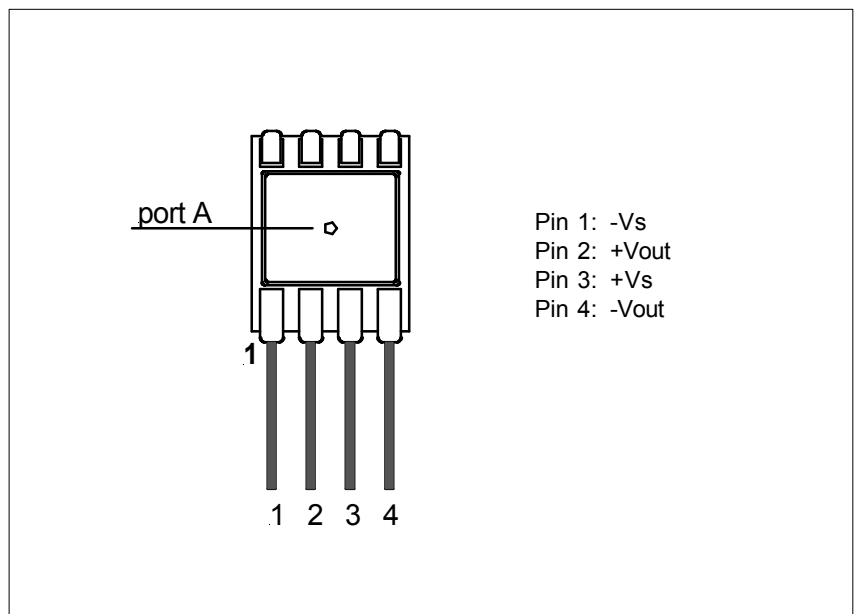 port A
Pin 1: -Vs
Pin 2: +Vout
Pin 3: +Vs
Pin 4: -Vout
1
1 2 3 4